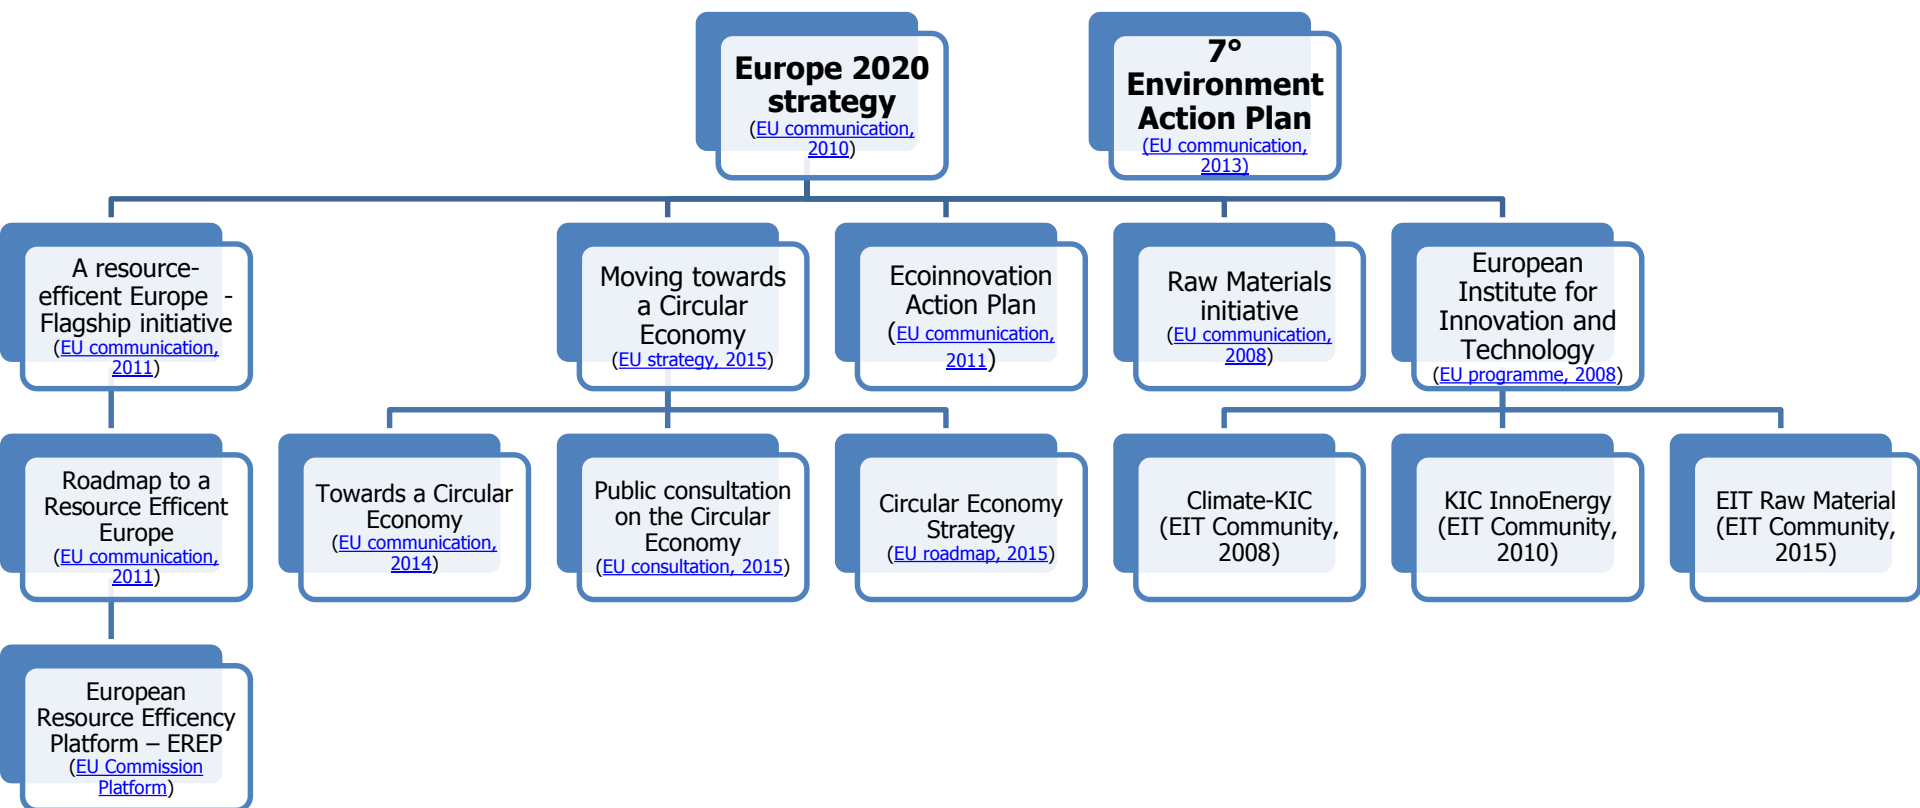 Europe 2020
strategy
(EU communication,
2010)
7°
Environment
Action Plan
(EU communication,
2013)
A resource-
efficent Europe -
Flagship initiative
(EU communication,
2011)
Moving towards
a Circular
Economy
(EU strategy, 2015)
Ecoinnovation
Action Plan
(EU communication,
2011)
Raw Materials
initiative
(EU communication,
2008)
European
Institute for
Innovation and
Technology
(EU programme, 2008)
Roadmap to a
Resource Efficent
Europe
(EU communication,
2011)
Towards a Circular
Economy
(EU communication,
2014)
Public consultation
on the Circular
Economy
(EU consultation, 2015)
Circular Economy
Strategy
(EU roadmap, 2015)
Climate-KIC
(EIT Community,
2008)
KIC InnoEnergy
(EIT Community,
2010)
EIT Raw Material
(EIT Community,
2015)
European
Resource Efficency
Platform – EREP
(EU Commission
Platform)